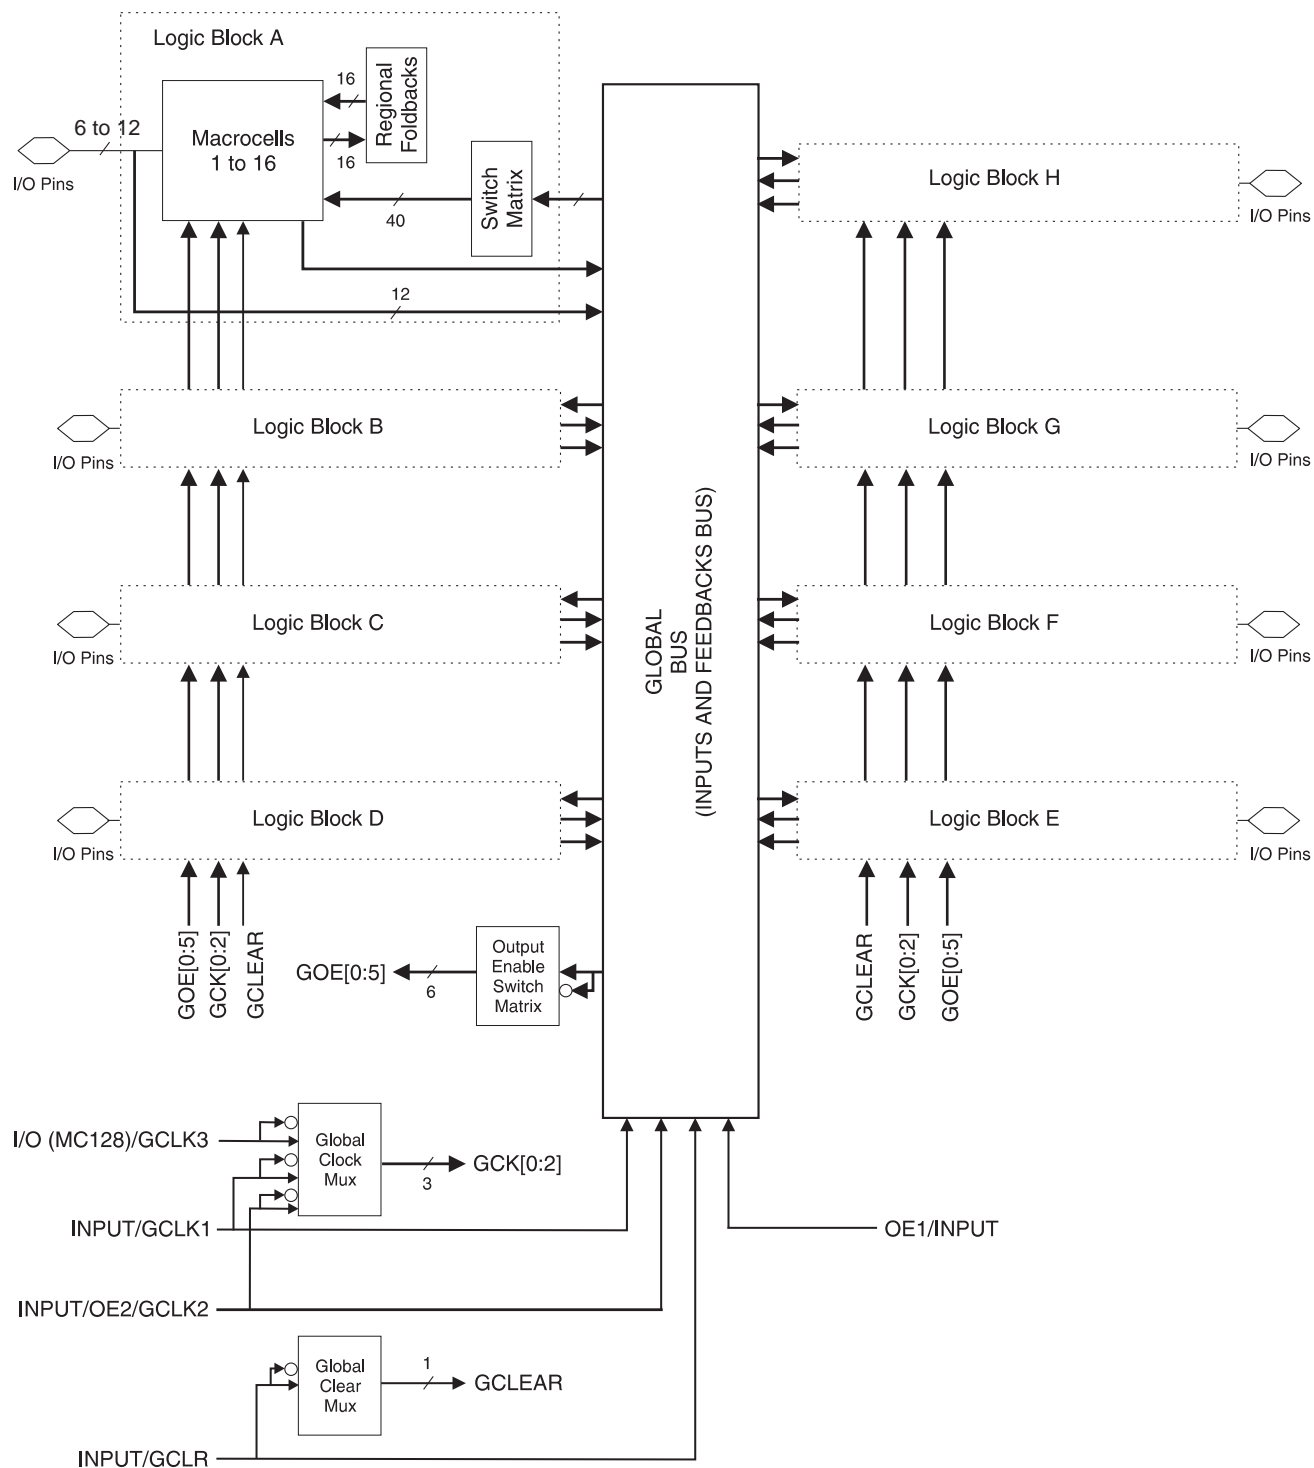 Logic Block A
16
Regional
Foldbacks
6 to 12
Macrocells
1 to 16
16
I/O Pins
40
Switch
Matrix
12
Logic Block H
I/O Pins
Logic Block B
I/O Pins
Logic Block G
I/O Pins
Logic Block C
I/O Pins
GLOBAL
BUS
(INPUTS AND FEEDBACKS BUS)
Logic Block F
I/O Pins
Logic Block D
I/O Pins
Logic Block E
I/O Pins
GOE[0:5]
GCK[0:2]
GCLEAR
GCLEAR
GCK[0:2]
GOE[0:5]
GOE[0:5]
6
Output
Enable
Switch
Matrix
I/O (MC128)/GCLK3
Global
Clock
Mux
3
GCK[0:2]
INPUT/GCLK1
OE1/INPUT
INPUT/OE2/GCLK2
Global
Clear
Mux
1
GCLEAR
INPUT/GCLR